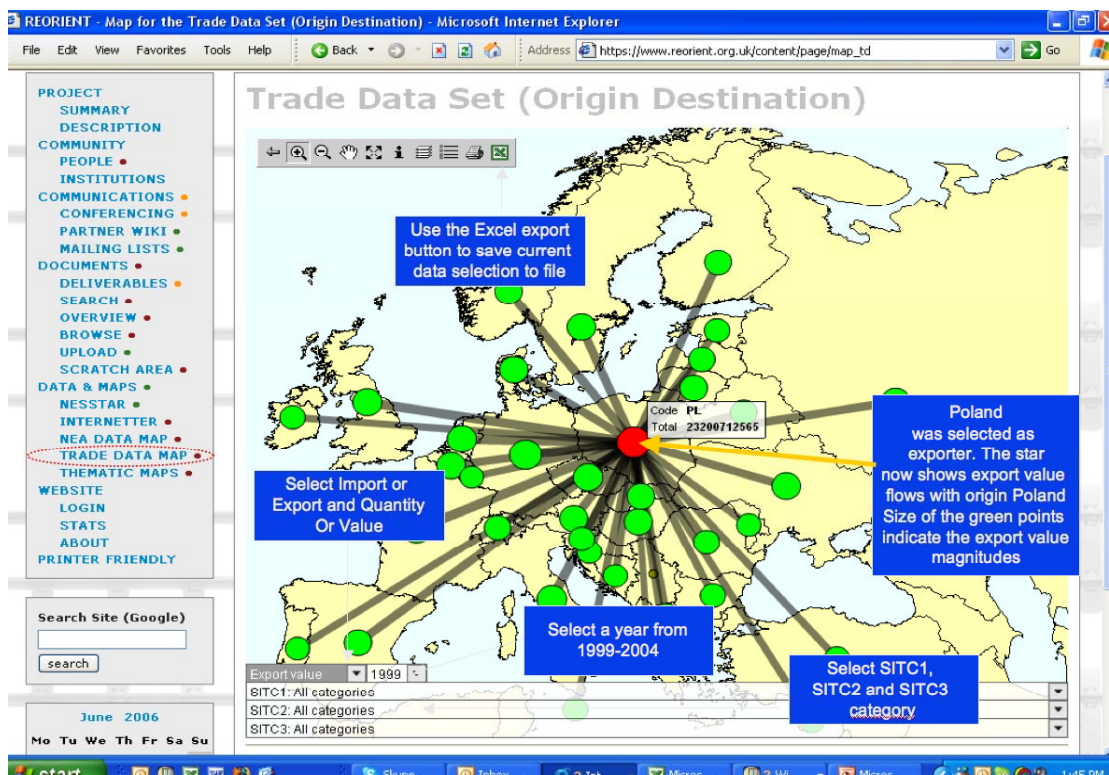 REORIENT - Map for the Trade Data Set (Origin Destination) - Microsoft Internet Explorer
File Edit View Favorites Tools Help Back Address https://www.reorient.org.uk/content/page/map_td Go
PROJECT
SUMMARY
DESCRIPTION
COMMUNITY
PEOPLE
INSTITUTIONS
COMMUNICATIONS
CONFERENCING
PARTNER WIKI
MAILING LISTS
DOCUMENTS
DELIVERABLES
SEARCH
OVERVIEW
BROWSE
UPLOAD
SCRATCH AREA
DATA & MAPS
NESSTAR
INTERNETTER
NEA DATA MAP
TRADE DATA MAP
THEMATIC MAPS
WEBSITE
LOGIN
STATS
ABOUT
PRINTER FRIENDLY
Search Site (Google)
search
June 2006
Mo Tu We Th Fr Sa Su
Trade Data Set (Origin Destination)
Use the Excel export
button to save current
data selection to file
Code PL
Total 23200712565
Poland
was selected as
exporter. The star
now shows export value
flows with origin Poland
Size of the green points
indicate the export value
magnitudes
Select Import or
Export and Quantity
Or Value
Select a year from
1999-2004
Select SITC1,
SITC2 and SITC3
category
Export value 1999
SITC1: All categories
SITC2: All categories
SITC3: All categories
start Skype Inbox Micros 2 Wi Micros 1:45 PM